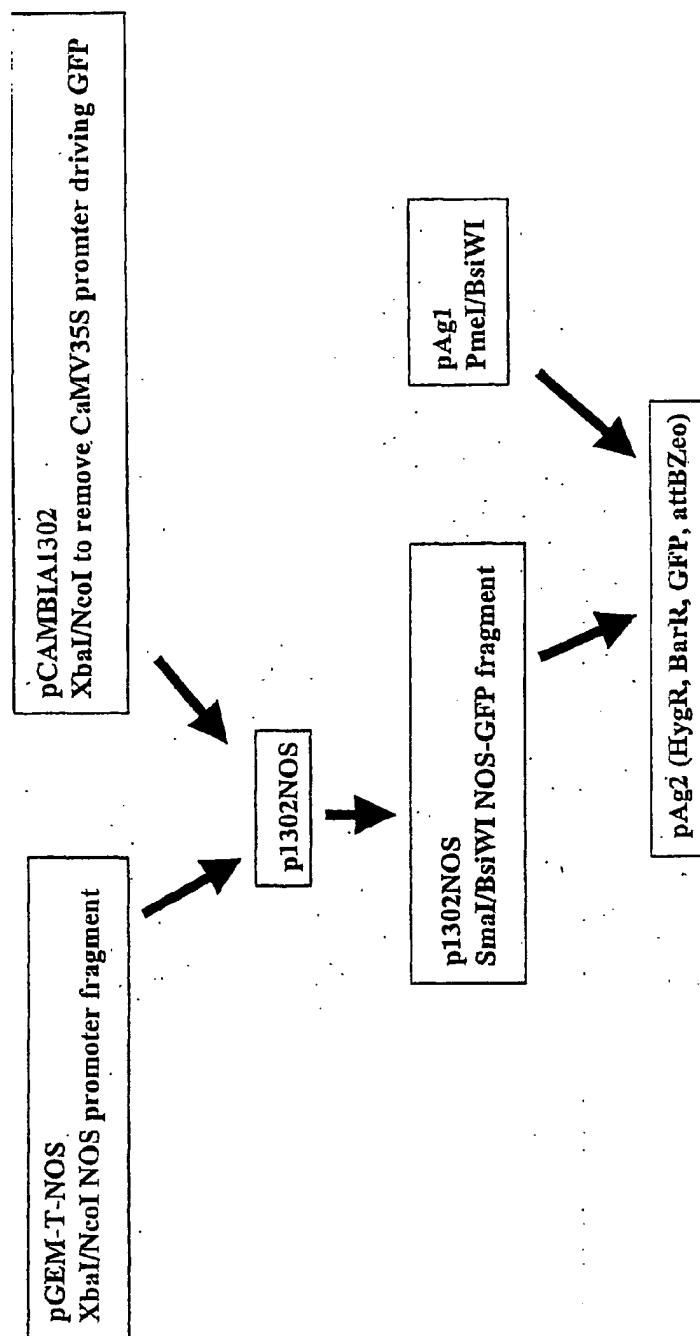 pGEM-T-NOS
XbaI/NcoI NOS promoter fragment
pCAMBIA1302
XbaI/NcoI to remove CaMV35S promter driving GFP
p1302NOS
p1302NOS
SmaI/BsiWI NOS-GFP fragment
pAg1
PmeI/BsiWI
pAg2 (HygR, BarR, GFP, attBZeo)